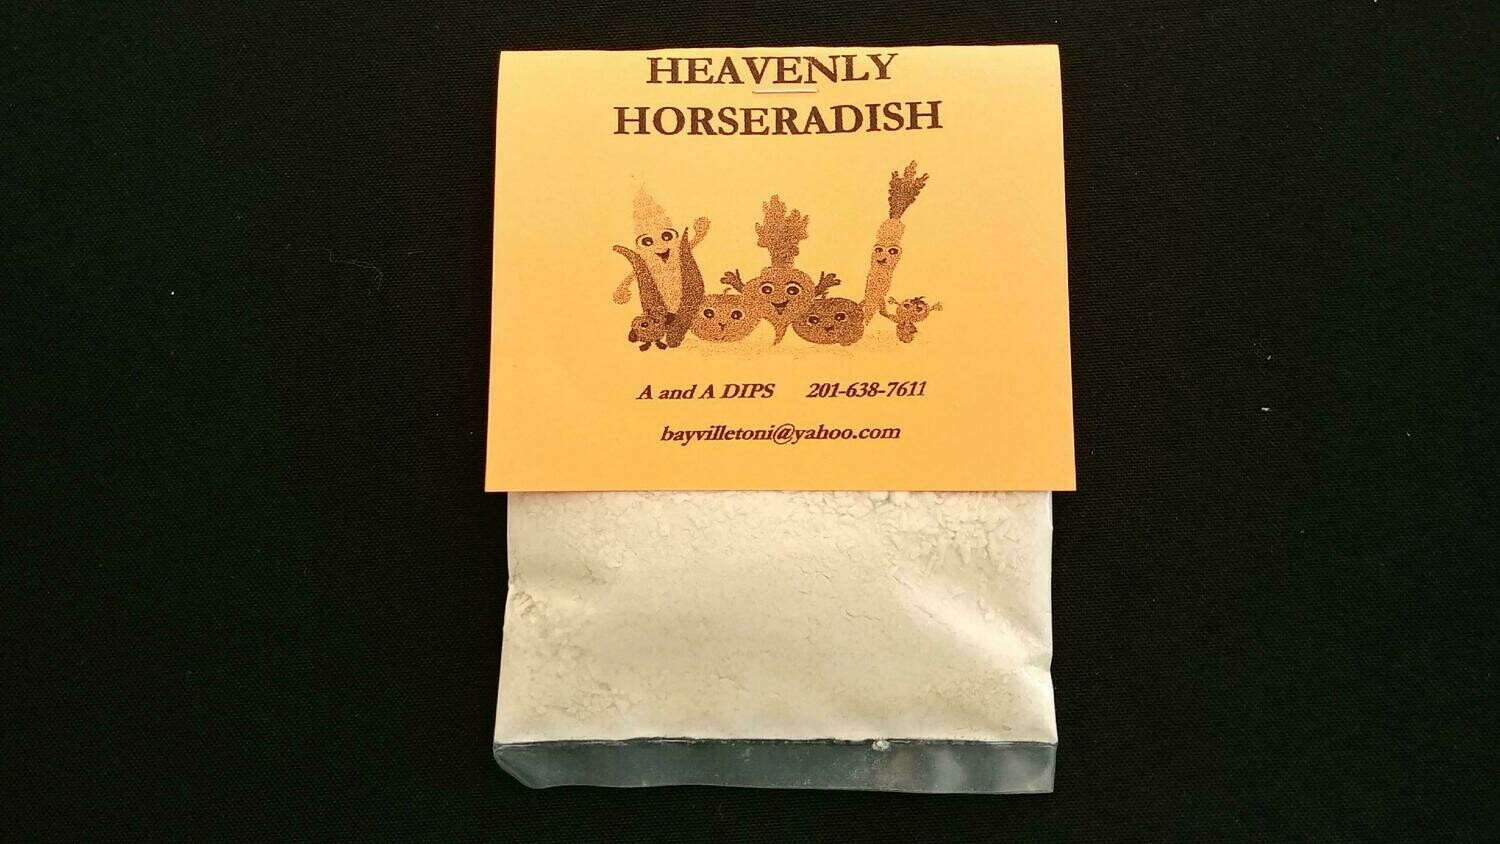 HEAVENLY
HORSERADISH
A and A DIPS 201-638-7611
bayvilletoni@yahoo.com